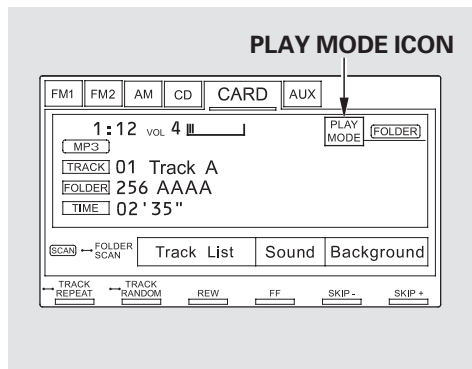 PLAY MODE ICON
FM1 FM2 AM CD CARD AUX
1:12 VOL 4 PLAY MODE FOLDER
MP3
TRACK 01 Track A
FOLDER 256 AAAA
TIME 02'35"
SCAN FOLDER SCAN Track List Sound Background
TRACK REPEAT TRACK RANDOM REW FF SKIP - SKIP +